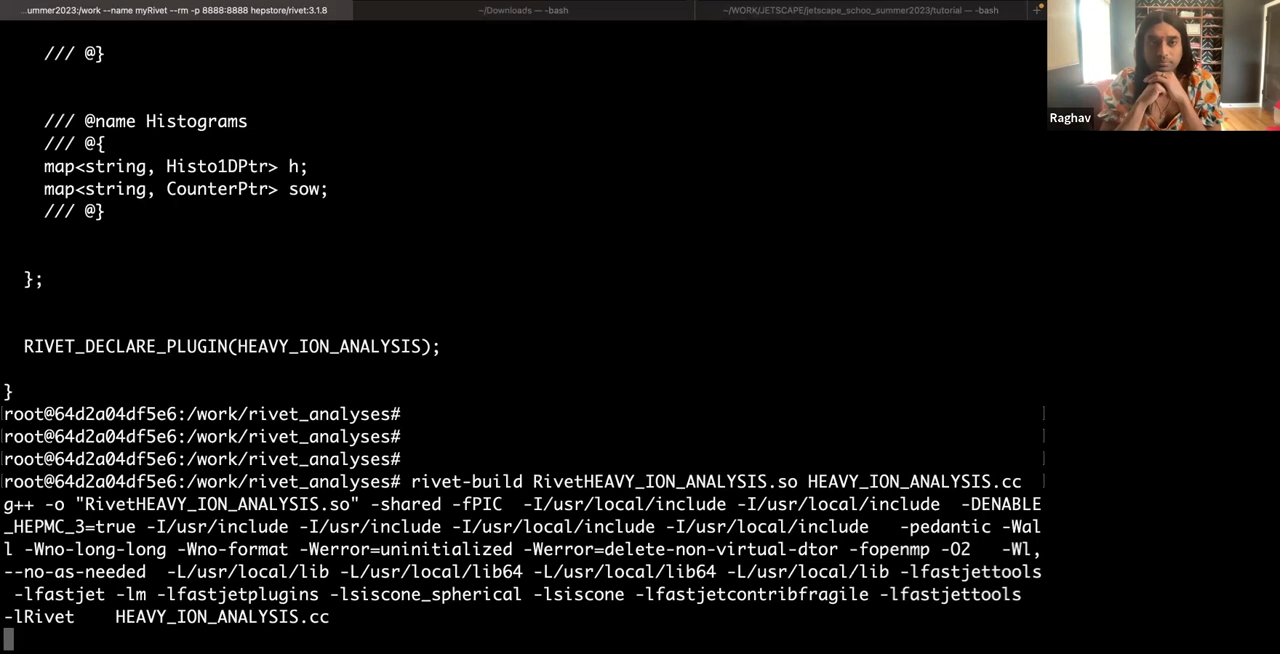 ...ummer2023:/work --name myRivet --rm -p 8888:8888 hepstore/rivet:3.1.8
~/Downloads — -bash
~/WORK/JETSCAPE/jetscape_schoo_summer2023/tutorial — -bash
+
Raghav
/// @}
/// @name Histograms
/// @{
map<string, Histo1DPtr> h;
map<string, CounterPtr> sow;
/// @}
};
RIVET_DECLARE_PLUGIN(HEAVY_ION_ANALYSIS);
}
root@64d2a04df5e6:/work/rivet_analyses#
root@64d2a04df5e6:/work/rivet_analyses#
root@64d2a04df5e6:/work/rivet_analyses#
root@64d2a04df5e6:/work/rivet_analyses# rivet-build RivetHEAVY_ION_ANALYSIS.so HEAVY_ION_ANALYSIS.cc
g++ -o "RivetHEAVY_ION_ANALYSIS.so" -shared -fPIC  -I/usr/local/include -I/usr/local/include  -DENABLE
_HEPMC_3=true -I/usr/include -I/usr/include -I/usr/local/include -I/usr/local/include   -pedantic -Wal
l -Wno-long-long -Wno-format -Werror=uninitialized -Werror=delete-non-virtual-dtor -fopenmp -O2   -Wl,
--no-as-needed  -L/usr/local/lib -L/usr/local/lib64 -L/usr/local/lib64 -L/usr/local/lib -lfastjettools
-lfastjet -lm -lfastjetplugins -lsiscone_spherical -lsiscone -lfastjetcontribfragile -lfastjettools
-lRivet    HEAVY_ION_ANALYSIS.cc